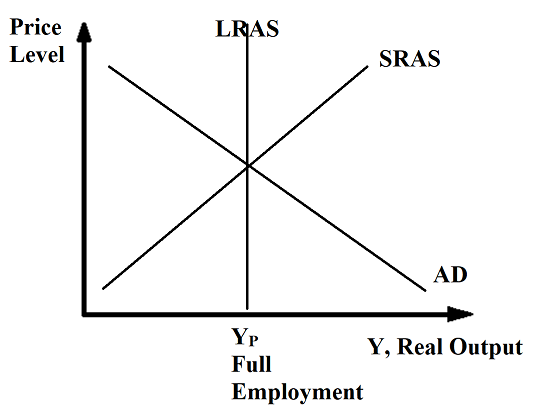 Price
Level
LRAS
SRAS
AD
Y, Real Output
Yₚ
Full
Employment